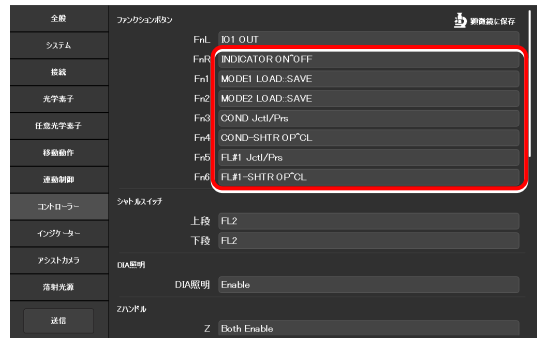 全般
システム
接続
光学素子
任意光学素子
移動動作
連動制御
コントローラー
インジケーター
アシストカメラ
落射光源
送信
ファンクションボタン
顕微鏡に保存
FnL IO1 OUT
FnR INDICATOR ON^OFF
Fn1 MODE1 LOAD::SAVE
Fn2 MODE2 LOAD::SAVE
Fn3 COND Jctl/Prs
Fn4 COND-SHTR OP^CL
Fn5 FL#1 Jctl/Prs
Fn6 FL#1-SHTR OP^CL
シャトルスイッチ
上段 FL2
下段 FL2
DIA照明
DIA照明 Enable
Zハンドル
Z Both Enable